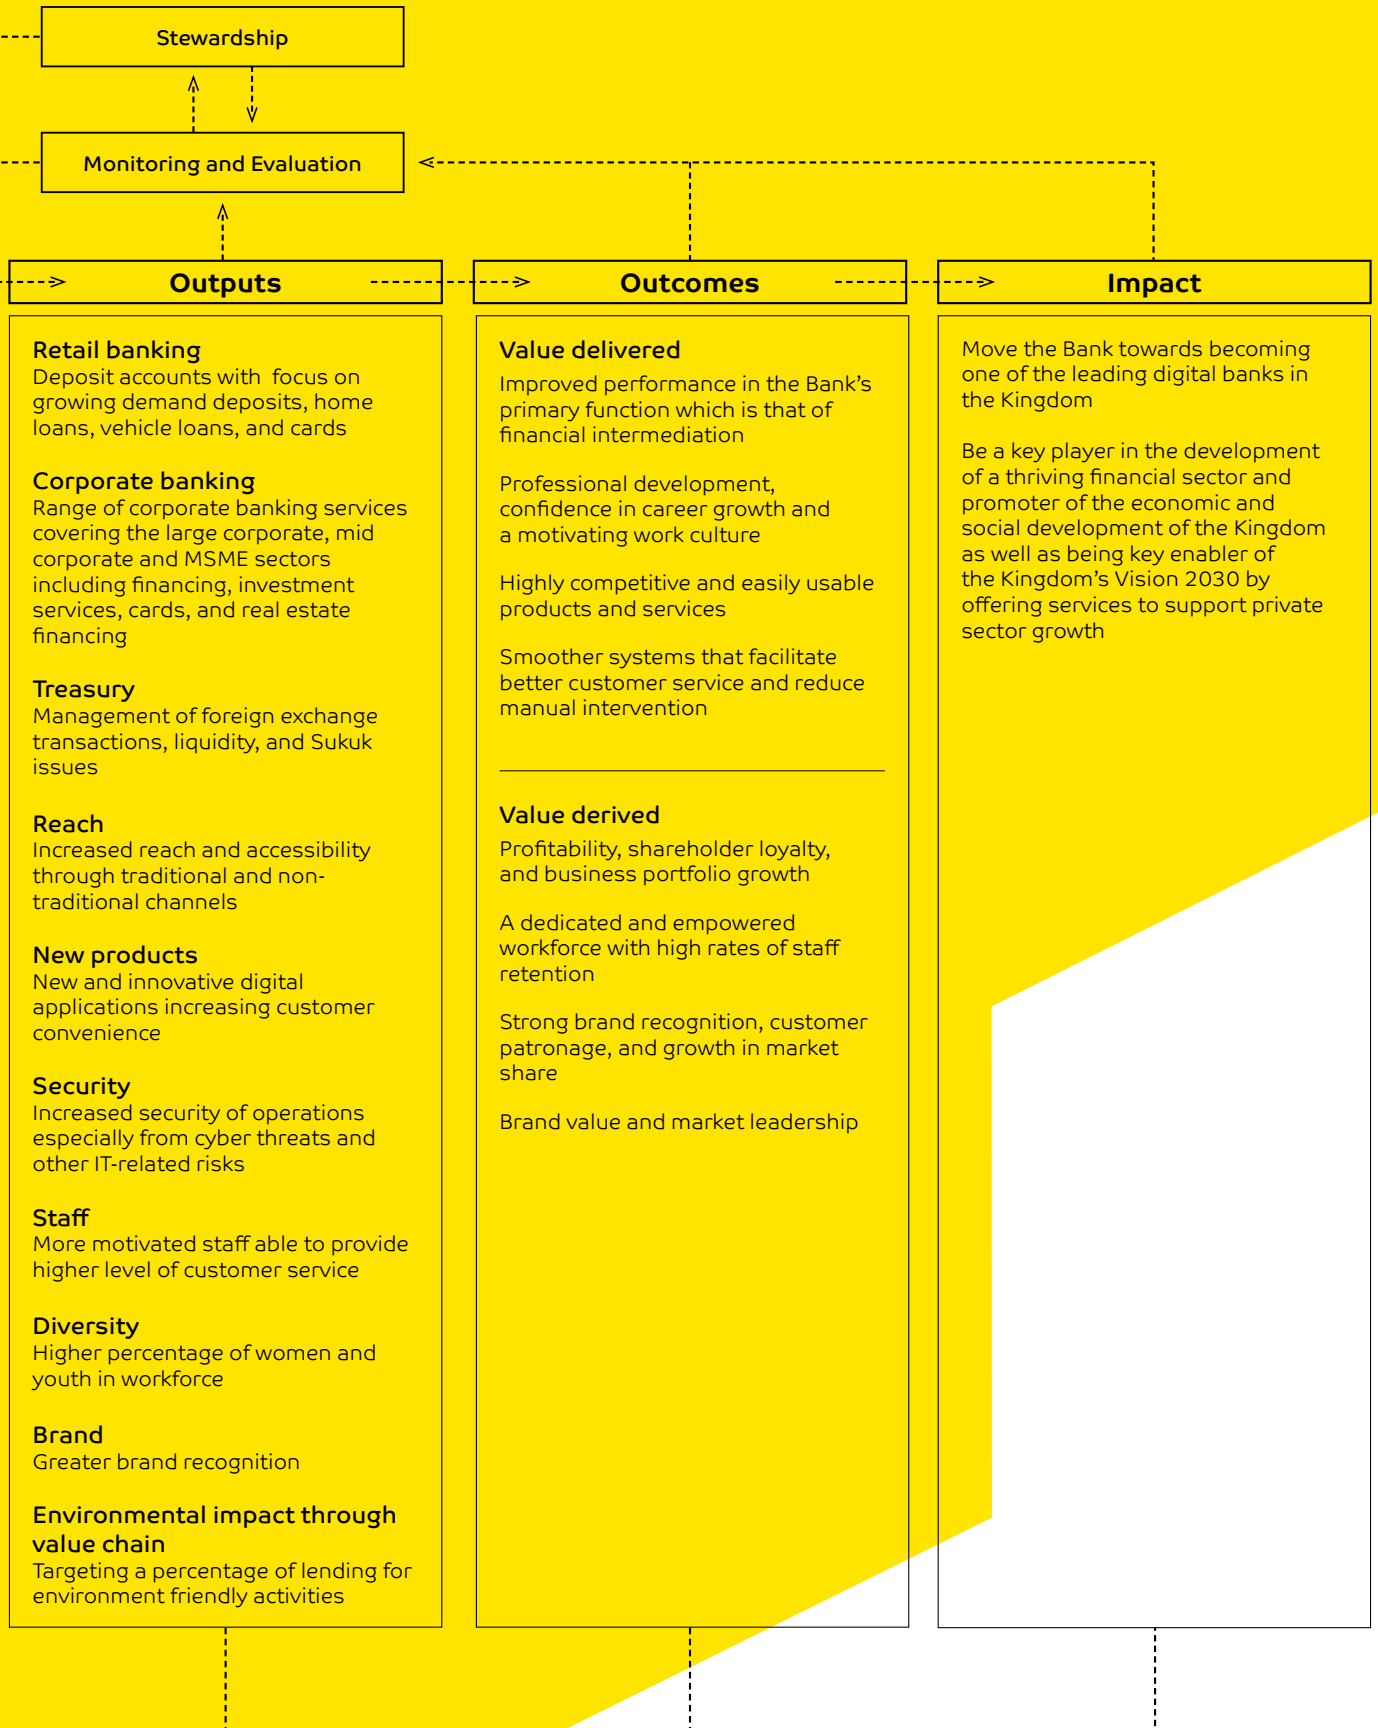 Stewardship
Monitoring and Evaluation
Outputs
Retail banking
Deposit accounts with focus on
growing demand deposits, home
loans, vehicle loans, and cards
Corporate banking
Range of corporate banking services
covering the large corporate, mid
corporate and MSME sectors
including financing, investment
services, cards, and real estate
financing
Treasury
Management of foreign exchange
transactions, liquidity, and Sukuk
issues
Reach
Increased reach and accessibility
through traditional and non-
traditional channels
New products
New and innovative digital
applications increasing customer
convenience
Security
Increased security of operations
especially from cyber threats and
other IT-related risks
Staff
More motivated staff able to provide
higher level of customer service
Diversity
Higher percentage of women and
youth in workforce
Brand
Greater brand recognition
Environmental impact through
value chain
Targeting a percentage of lending for
environment friendly activities
Outcomes
Value delivered
Improved performance in the Bank's
primary function which is that of
financial intermediation
Professional development,
confidence in career growth and
a motivating work culture
Highly competitive and easily usable
products and services
Smoother systems that facilitate
better customer service and reduce
manual intervention
Value derived
Profitability, shareholder loyalty,
and business portfolio growth
A dedicated and empowered
workforce with high rates of staff
retention
Strong brand recognition, customer
patronage, and growth in market
share
Brand value and market leadership
Impact
Move the Bank towards becoming
one of the leading digital banks in
the Kingdom
Be a key player in the development
of a thriving financial sector and
promoter of the economic and
social development of the Kingdom
as well as being key enabler of
the Kingdom's Vision 2030 by
offering services to support private
sector growth